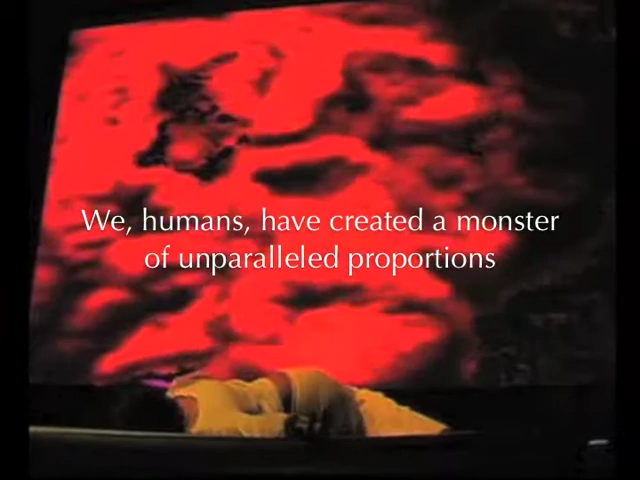 We, humans, have created a monster
of unparalleled proportions